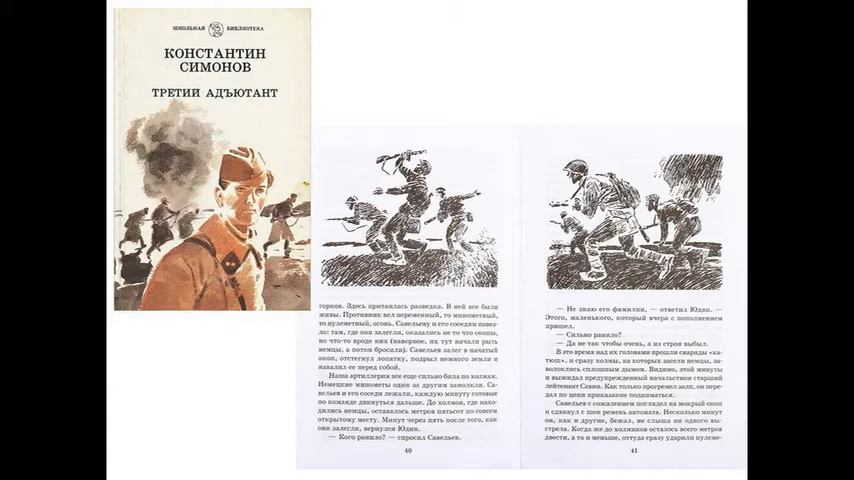 ШКОЛЬНАЯ БИБЛИОТЕКА
КОНСТАНТИН
СИМОНОВ
ТРЕТИЙ АДЪЮТАНТ
горков. Здесь притаилась разведка. В ней все были
живы. Противник вел переменный, то минометный,
то пулеметный, огонь. Савельеву и его соседям повез-
ло: там, где они залегли, оказались не то что окопы,
но что-то вроде них (наверное, их тут начали рыть
немцы, а потом бросили). Савельев залег в начатый
окоп, отстегнул лопатку, подрыл немного земли и
навалил ее перед собой.
Наша артиллерия все еще сильно била по холмам.
Немецкие минометы один за другим замолкли. Са-
вельев и его соседи лежали, каждую минуту готовые
по команде двинуться дальше. До холмов, где нахо-
дились немцы, оставалось метров пятьсот по совсем
открытому месту. Минут через пять после того, как
они залегли, вернулся Юдин.
— Кого ранило? — спросил Савельев.
40
— Не знаю его фамилии, — ответил Юдин. —
Этого, маленького, который вчера с пополнением
пришел.
— Сильно ранило?
— Да не так чтобы очень, а из строя выбыл.
В это время над их головами прошли снаряды «ка-
тюш», и сразу холмы, на которых засели немцы, за-
волоклись сплошным дымом. Видимо, этой минуты
и выжидал предупрежденный начальством старший
лейтенант Савин. Как только прогремел залп, он пере-
дал по цепи приказание подниматься.
Савельев с сожалением поглядел на мокрый окоп
и сдвинул с шеи ремень автомата. Несколько минут
он, как и другие, бежал, не слыша ни одного вы-
стрела. Когда же до холмиков осталось всего метров
двести, а то и меньше, оттуда сразу ударили пулеме-
41